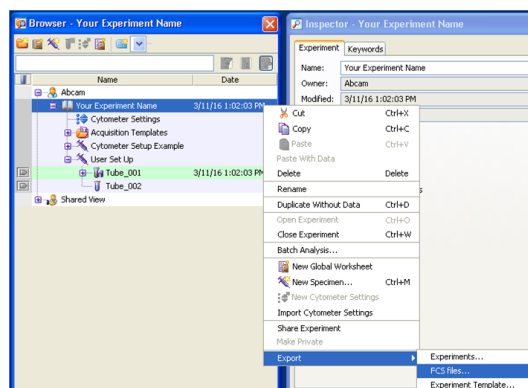 Browser - Your Experiment Name
Inspector - Your Experiment Name
Name Date
Abcam
Your Experiment Name 3/11/16 1:02:03 PM
Cytometer Settings
Acquisition Templates
Cytometer Setup Example
User Set Up
Tube_001 3/11/16 1:02:03 PM
Tube_002
Shared View
Experiment Keywords
Name: Your Experiment Name
Owner: Abcam
Modified: 3/11/16 1:02:03 PM
Cut Ctrl+X
Copy Ctrl+C
Paste Ctrl+V
Paste With Data
Delete Delete
Rename
Duplicate Without Data Ctrl+D
Open Experiment Ctrl+O
Close Experiment Ctrl+W
Batch Analysis...
New Global Worksheet
New Specimen... Ctrl+M
New Cytometer Settings
Import Cytometer Settings
Share Experiment
Make Private
Export
Experiments...
FCS files...
Experiment Template...